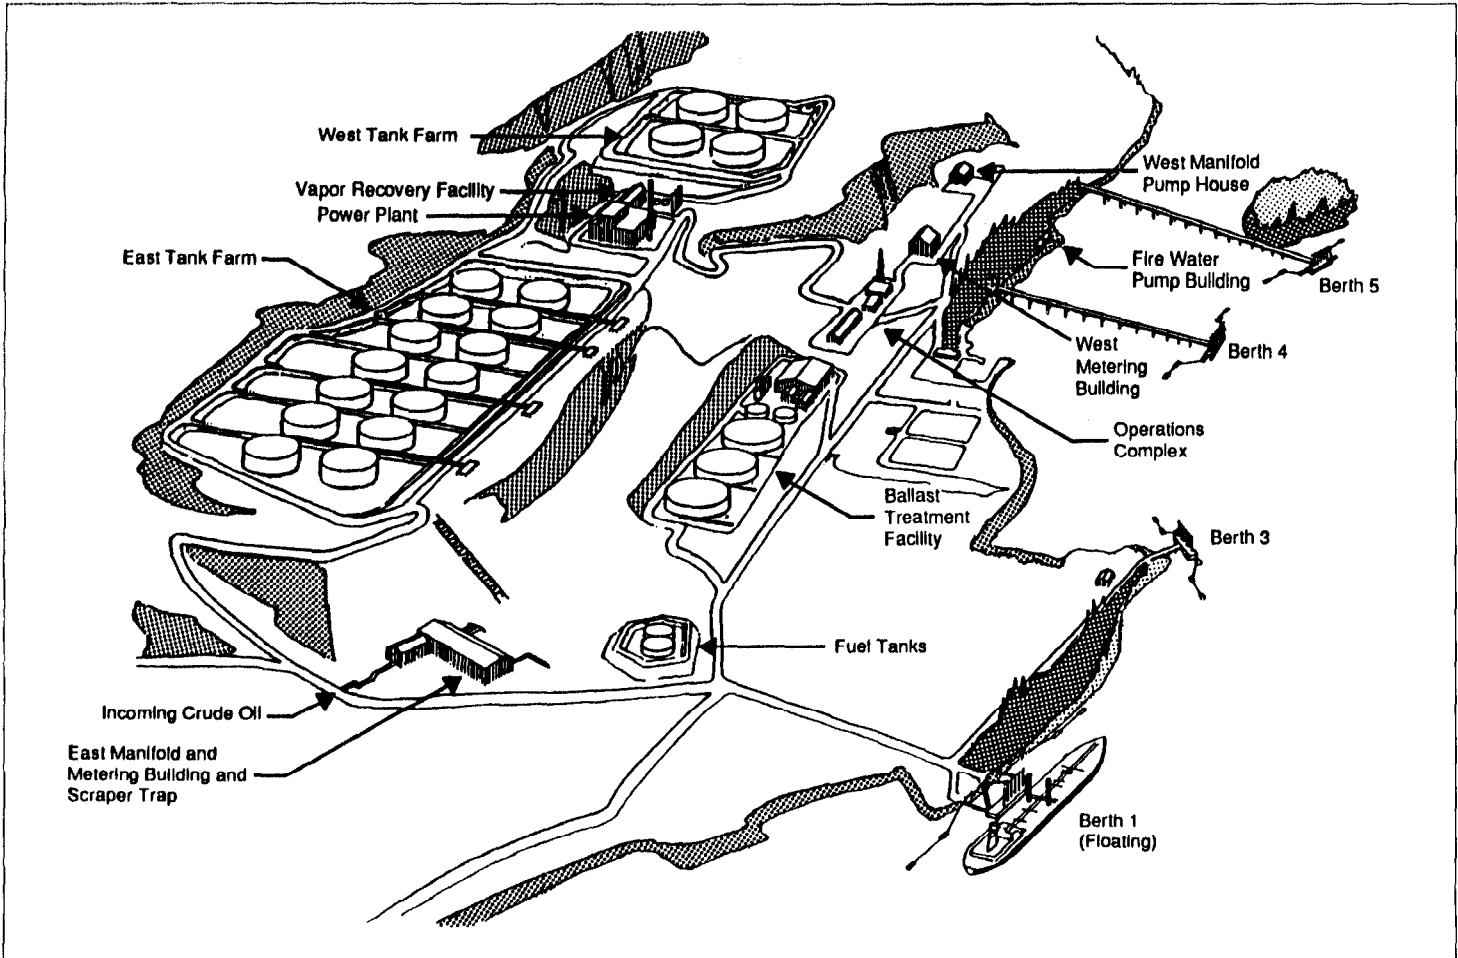 West Tank Farm
Vapor Recovery Facility
Power Plant
East Tank Farm
West Manifold
Pump House
Fire Water
Pump Building
Berth 5
Berth 4
West
Metering
Building
Operations
Complex
Ballast
Treatment
Facility
Berth 3
Fuel Tanks
Incoming Crude Oil
East Manifold and
Metering Building and
Scraper Trap
Berth 1
(Floating)